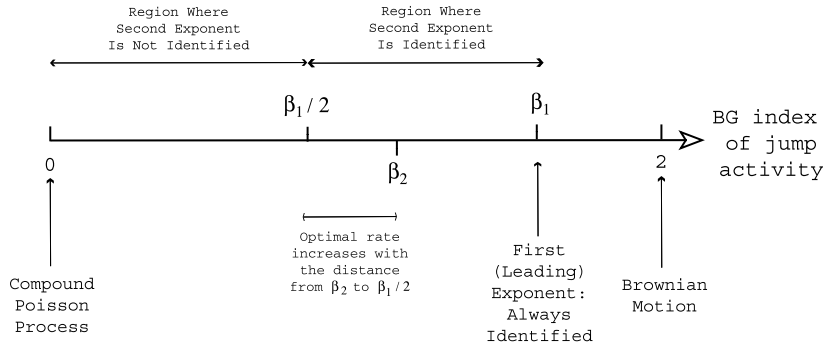 Region Where
Second Exponent
Is Not Identified
Region Where
Second Exponent
Is Identified
β₁ / 2
β₁
BG index
of jump
activity
0
β₂
2
Optimal rate
increases with
the distance
from β₂ to β₁ / 2
Compound
Poisson
Process
First
(Leading)
Exponent:
Always
Identified
Brownian
Motion